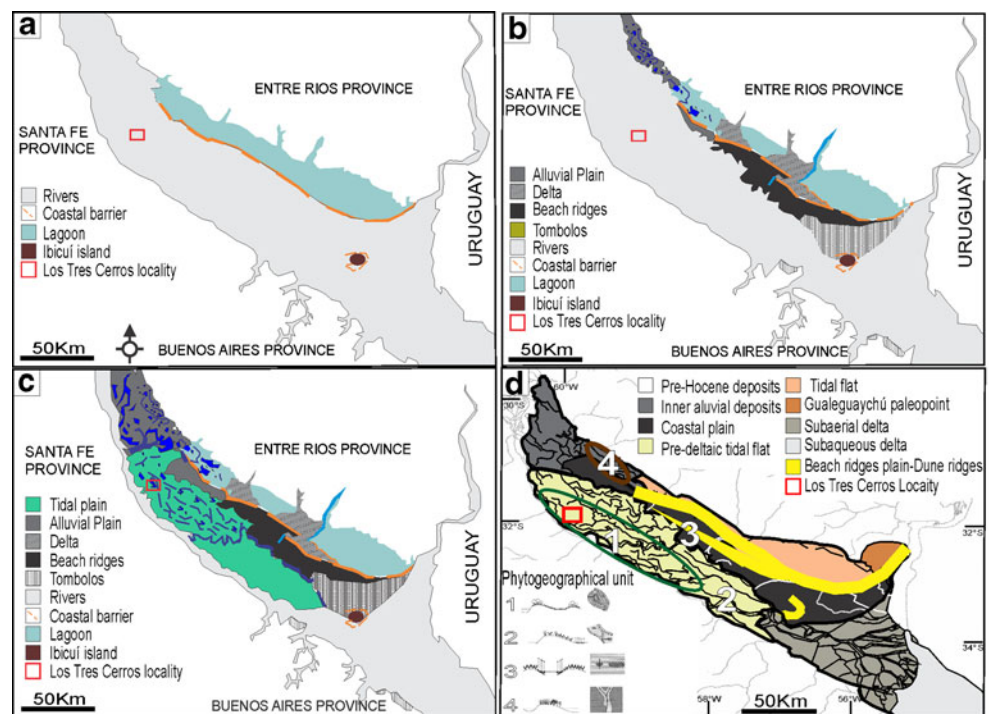 a
ENTRE RIOS PROVINCE
SANTA FE
PROVINCE
URUGUAY
Rivers
Coastal barrier
Lagoon
Ibicuí island
Los Tres Cerros locality
50Km
BUENOS AIRES PROVINCE
b
ENTRE RIOS PROVINCE
SANTA FE
PROVINCE
URUGUAY
Alluvial Plain
Delta
Beach ridges
Tombolos
Rivers
Coastal barrier
Lagoon
Ibicuí island
Los Tres Cerros locality
50Km
BUENOS AIRES PROVINCE
c
ENTRE RIOS PROVINCE
SANTA FE
PROVINCE
URUGUAY
Tidal plain
Alluvial Plain
Delta
Beach ridges
Tombolos
Rivers
Coastal barrier
Lagoon
Ibicuí island
Los Tres Cerros locality
50Km
BUENOS AIRES PROVINCE
d
60°W
30°S
Pre-Hocene deposits
Inner aluvial deposits
Coastal plain
Pre-deltaic tidal flat
Tidal flat
Gualeguaychú paleopoint
Subaerial delta
Subaqueous delta
Beach ridges plain-Dune ridges
Los Tres Cerros Locaity
4
32°S
32°S
3
1
2
Phytogeographical unit
1
2
3
4
34°S
58°W
56°W
50Km